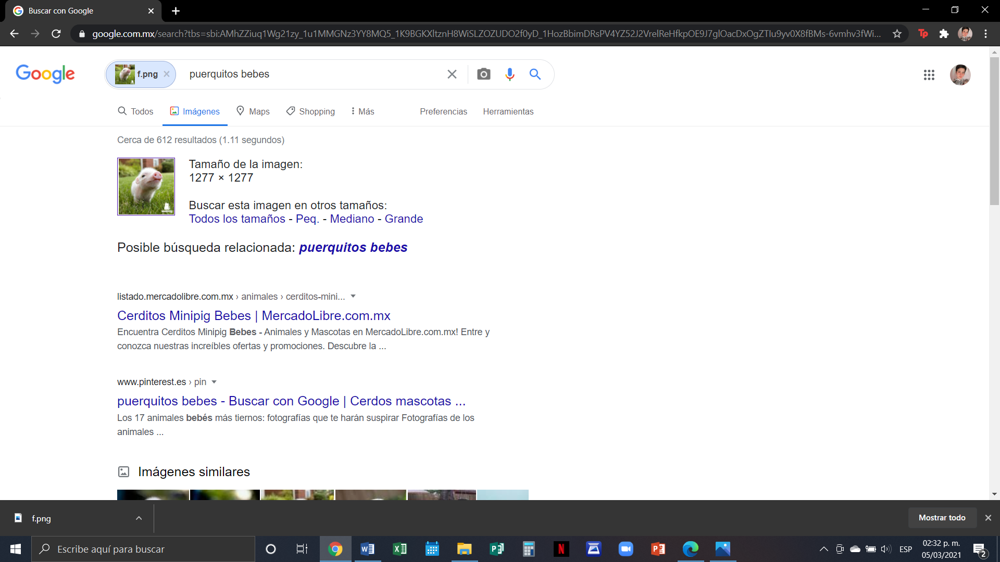 Buscar con Google
google.com.mx/search?tbs=sbi:AMhZZiuq1Wg21zy_1u1MMGNz3YY8MQ5_1K9BGKXltznH8WiSLZOZUDO2f0yD_1HozBbimDRsPV4YZ52J2VrelReHfkpOE9J7glOacDxOgZTIu9yv0X8fBMs-6vmhv3fWi...
Google
f.png
puerquitos bebes
Todos
Imágenes
Maps
Shopping
Más
Preferencias
Herramientas
Cerca de 612 resultados (1.11 segundos)
Tamaño de la imagen:
1277 × 1277
Buscar esta imagen en otros tamaños:
Todos los tamaños - Peq. - Mediano - Grande
Posible búsqueda relacionada: puerquitos bebes
listado.mercadolibre.com.mx › animales › cerditos-mini...
Cerditos Minipig Bebes | MercadoLibre.com.mx
Encuentra Cerditos Minipig Bebes - Animales y Mascotas en MercadoLibre.com.mx! Entre y
conozca nuestras increíbles ofertas y promociones. Descubre la ...
www.pinterest.es › pin
puerquitos bebes - Buscar con Google | Cerdos mascotas ...
Los 17 animales bebés más tiernos: fotografías que te harán suspirar Fotografías de los
animales ...
Imágenes similares
f.png
Mostrar todo
Escribe aquí para buscar
ESP
02:32 p. m.
05/03/2021
2